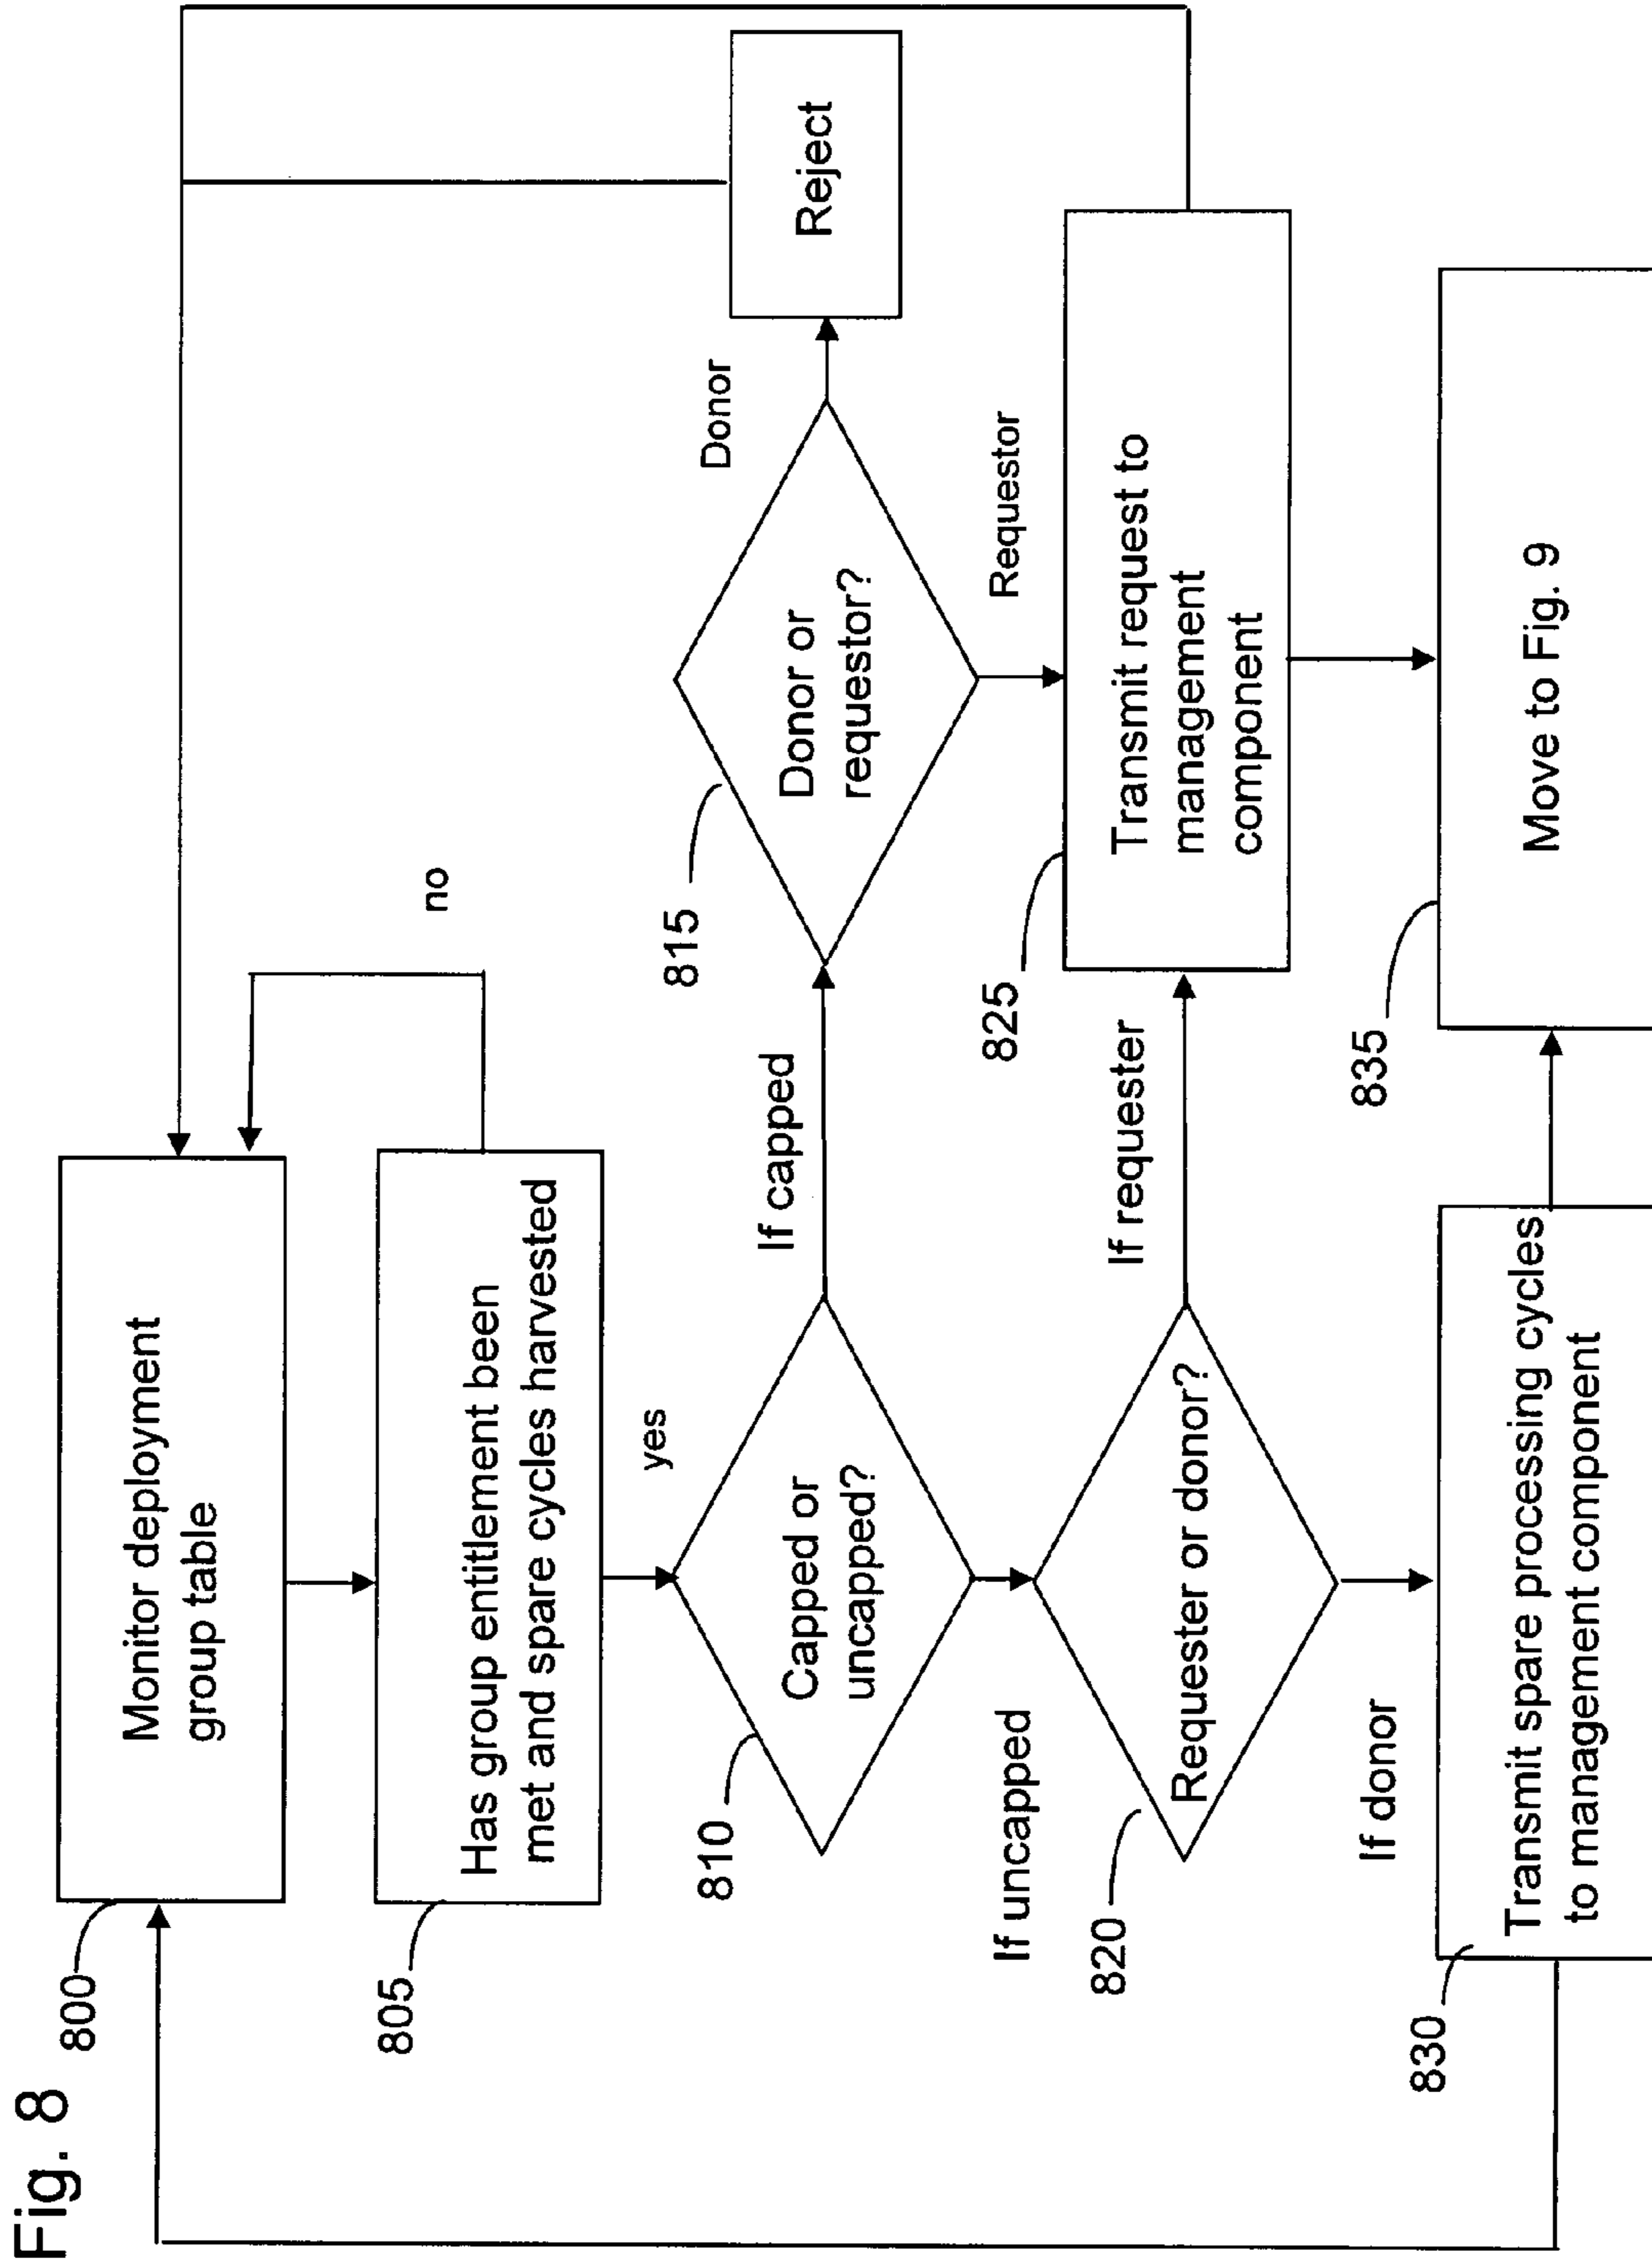 Fig. 8
800
Monitor deployment
group table
805
Has group entitlement been
met and spare cycles harvested
no
yes
810
Capped or
uncapped?
If capped
815
Donor or
requestor?
Donor
Reject
If uncapped
Requestor
820
Requester or donor?
If requester
825
Transmit request to
management
component
If donor
830
Transmit spare processing cycles
to management component
835
Move to Fig. 9